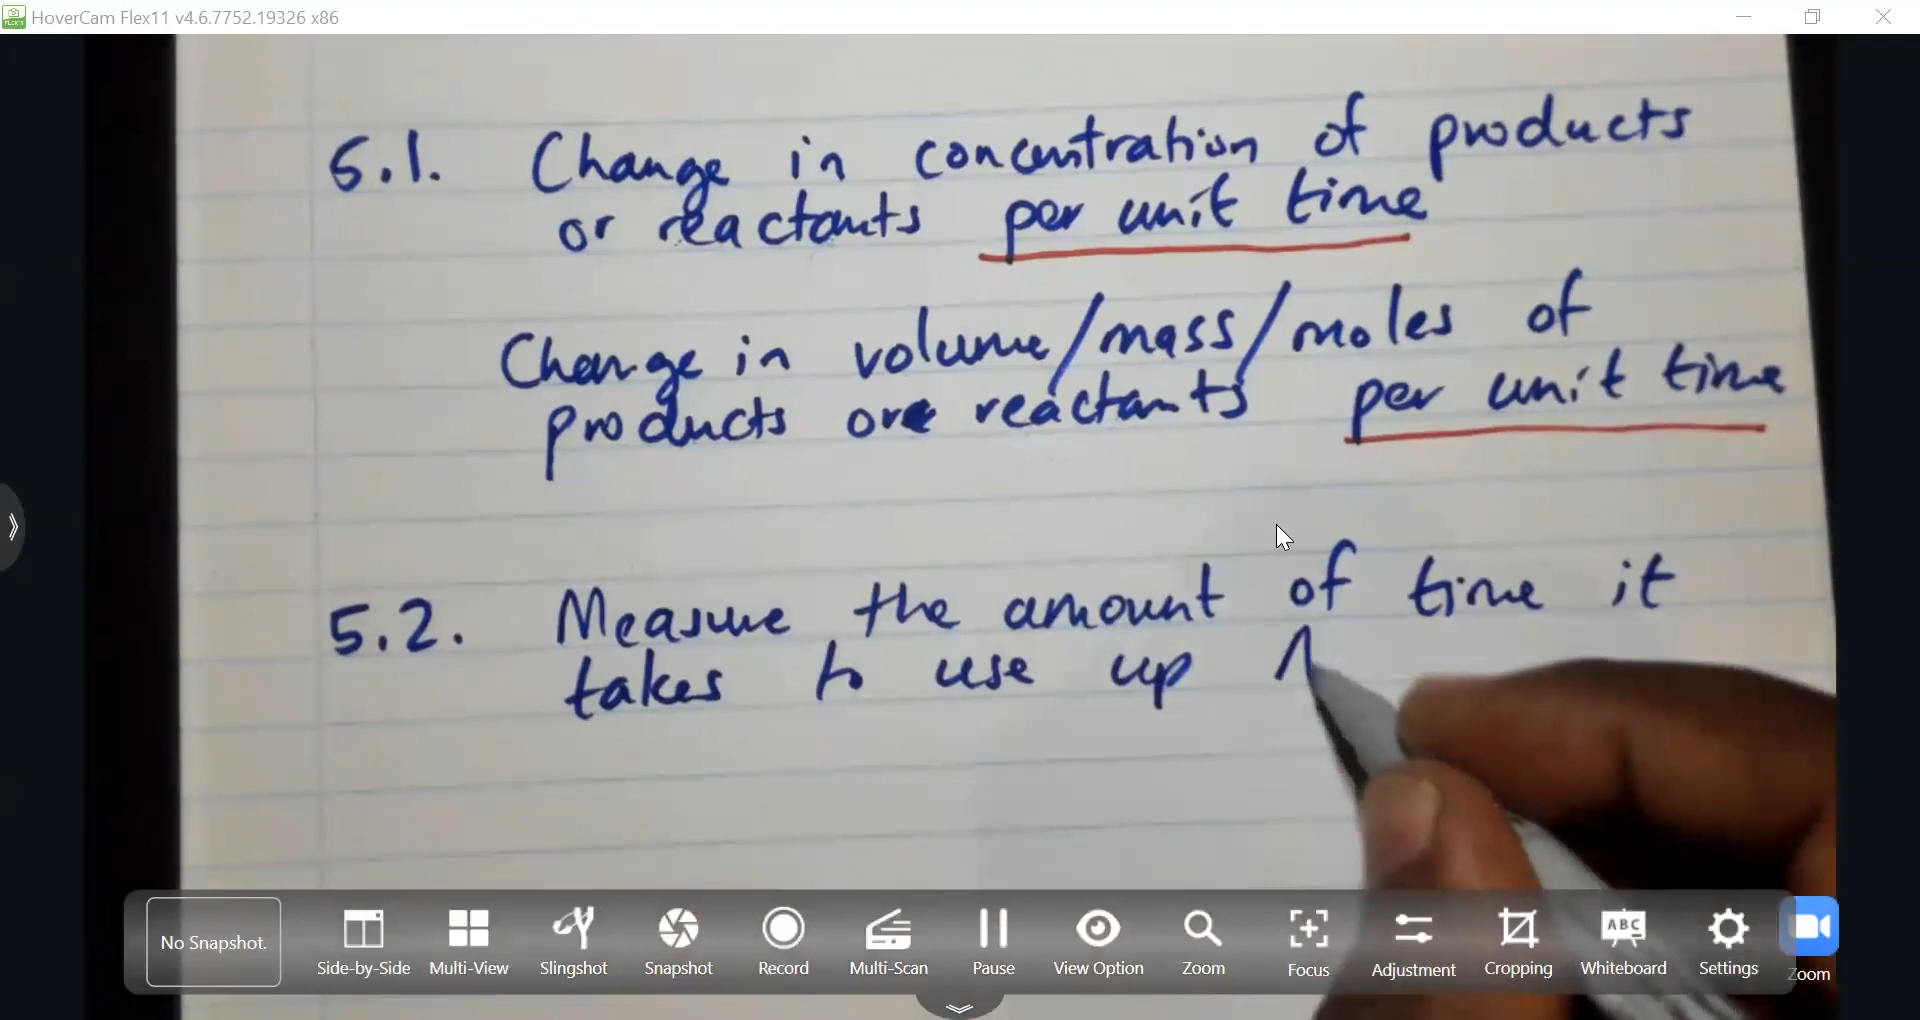 HoverCam Flex11 v4.6.7752.19326 x86
5.1. Change in concentration of products
or reactants per unit time
Change in volume/mass/moles of
products or reactants per unit time
5.2. Measure the amount of time it
takes to use up
No Snapshot.
Side-by-Side
Multi-View
Slingshot
Snapshot
Record
Multi-Scan
Pause
View Option
Zoom
Focus
Adjustment
Cropping
ABC
Whiteboard
Settings
Zoom